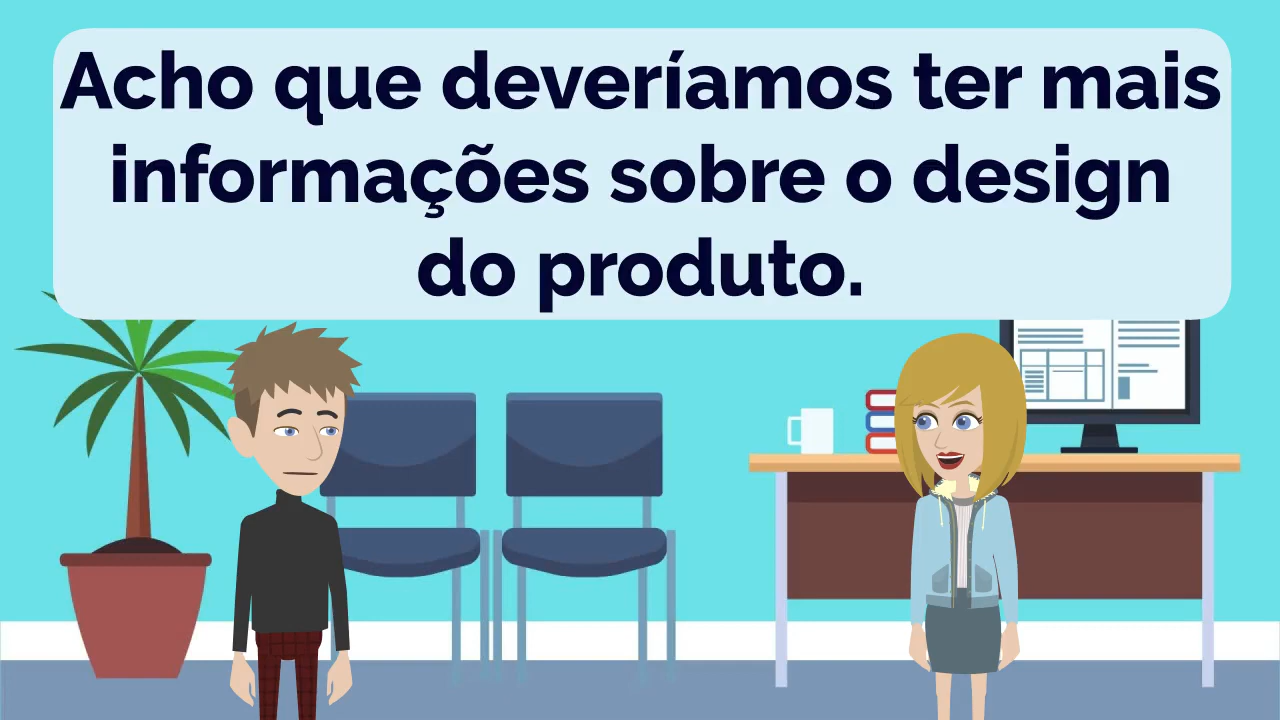 Acho que deveríamos ter mais
informações sobre o design
do produto.